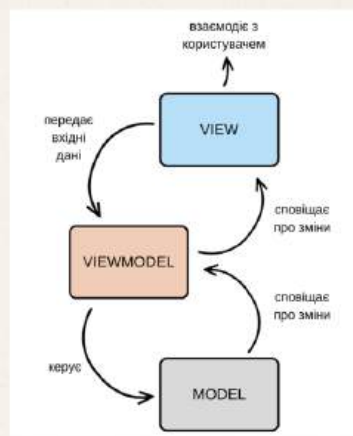 взаємодіє з
користувачем
передає
вхідні
дані
VIEW
сповіщає
про зміни
VIEWMODEL
сповіщає
про зміни
керує
MODEL